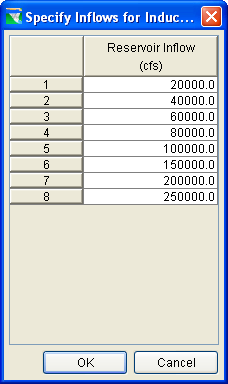 Specify Inflows for Induc...
Reservoir Inflow
(cfs)
1 20000.0
2 40000.0
3 60000.0
4 80000.0
5 100000.0
6 150000.0
7 200000.0
8 250000.0
OK Cancel